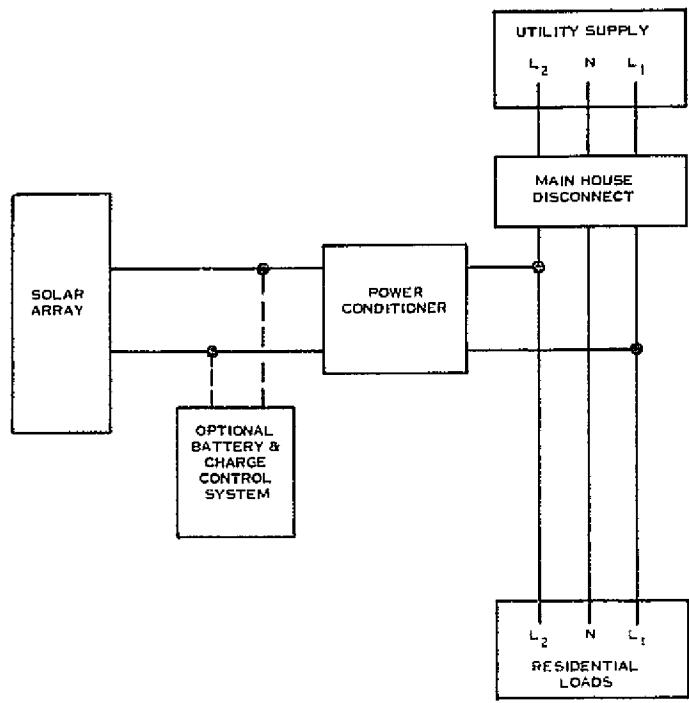 UTILITY SUPPLY
L2 N L1
MAIN HOUSE
DISCONNECT
SOLAR
ARRAY
POWER
CONDITIONER
OPTIONAL
BATTERY &
CHARGE
CONTROL
SYSTEM
L2 N L1
RESIDENTIAL
LOADS